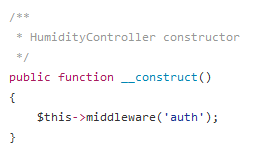 /**
 * HumidityController constructor
 */
public function __construct()
{
    $this->middleware('auth');
}